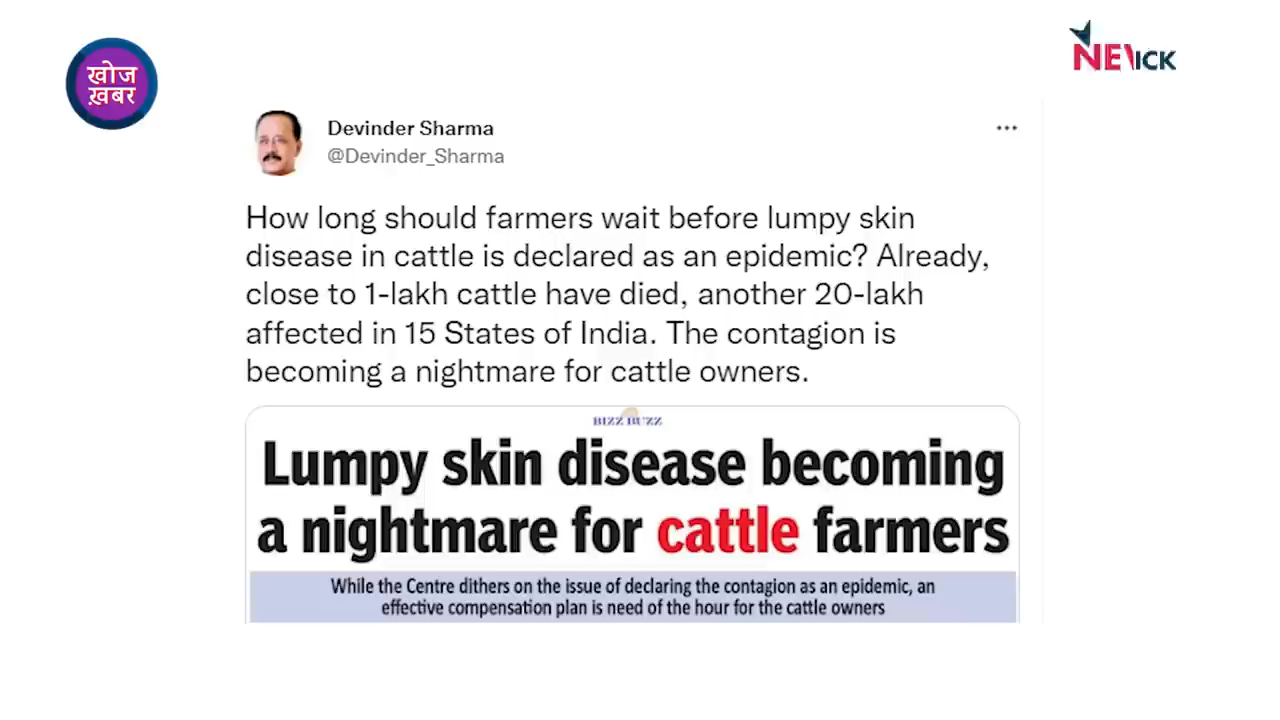 खोज
ख़बर
NE
ICK
Devinder Sharma
@Devinder_Sharma
How long should farmers wait before lumpy skin
disease in cattle is declared as an epidemic? Already,
close to 1-lakh cattle have died, another 20-lakh
affected in 15 States of India. The contagion is
becoming a nightmare for cattle owners.
BIZZ BUZZ
Lumpy skin disease becoming
a nightmare for cattle farmers
While the Centre dithers on the issue of declaring the contagion as an epidemic, an
effective compensation plan is need of the hour for the cattle owners